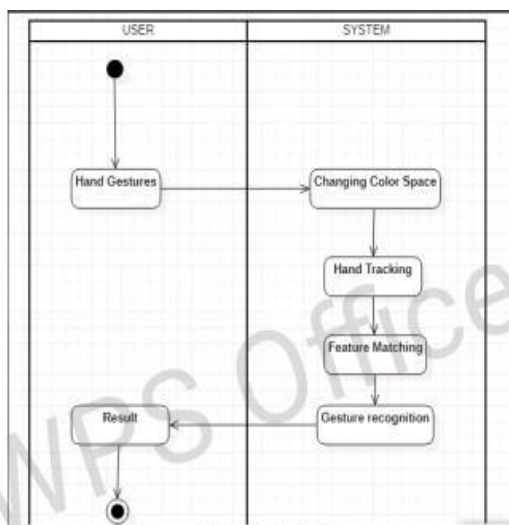 USER
SYSTEM
Hand Gestures
Changing Color Space
Hand Tracking
Feature Matching
Result
Gesture recognition
WPS Office